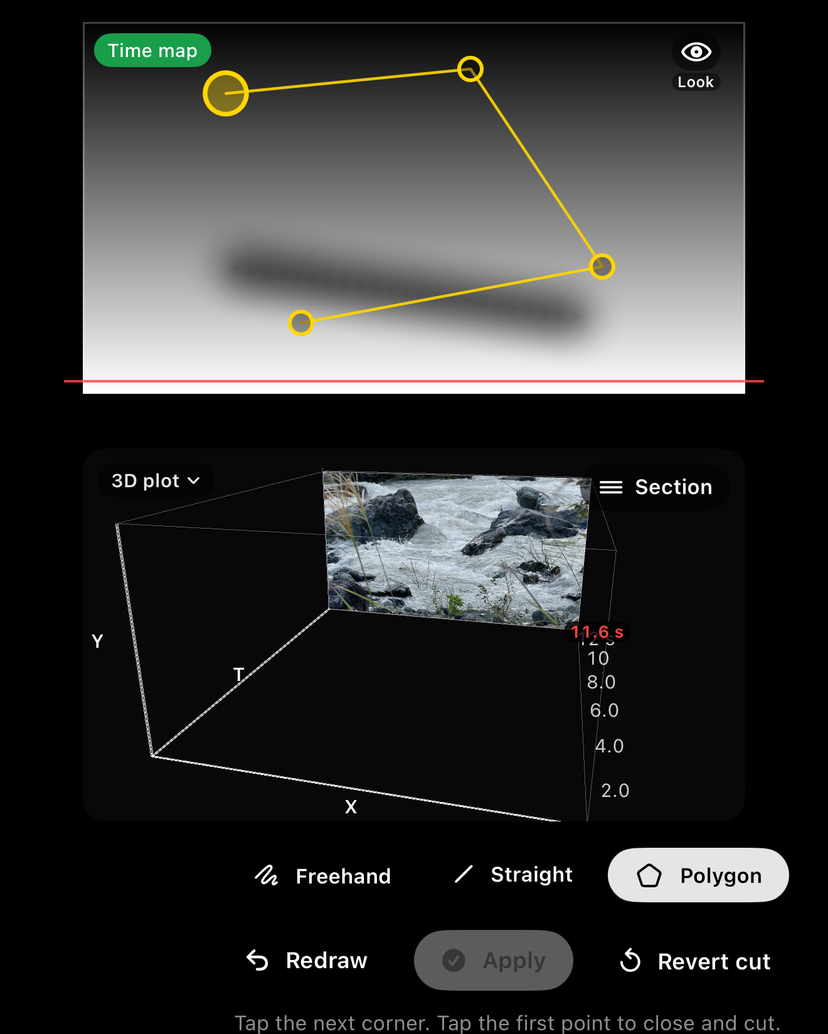 Time map
Look
3D plot
Section
Y
T
X
11.6 s
12 s
10
8.0
6.0
4.0
2.0
Freehand
Straight
Polygon
Redraw
Apply
Revert cut
Tap the next corner. Tap the first point to close and cut.